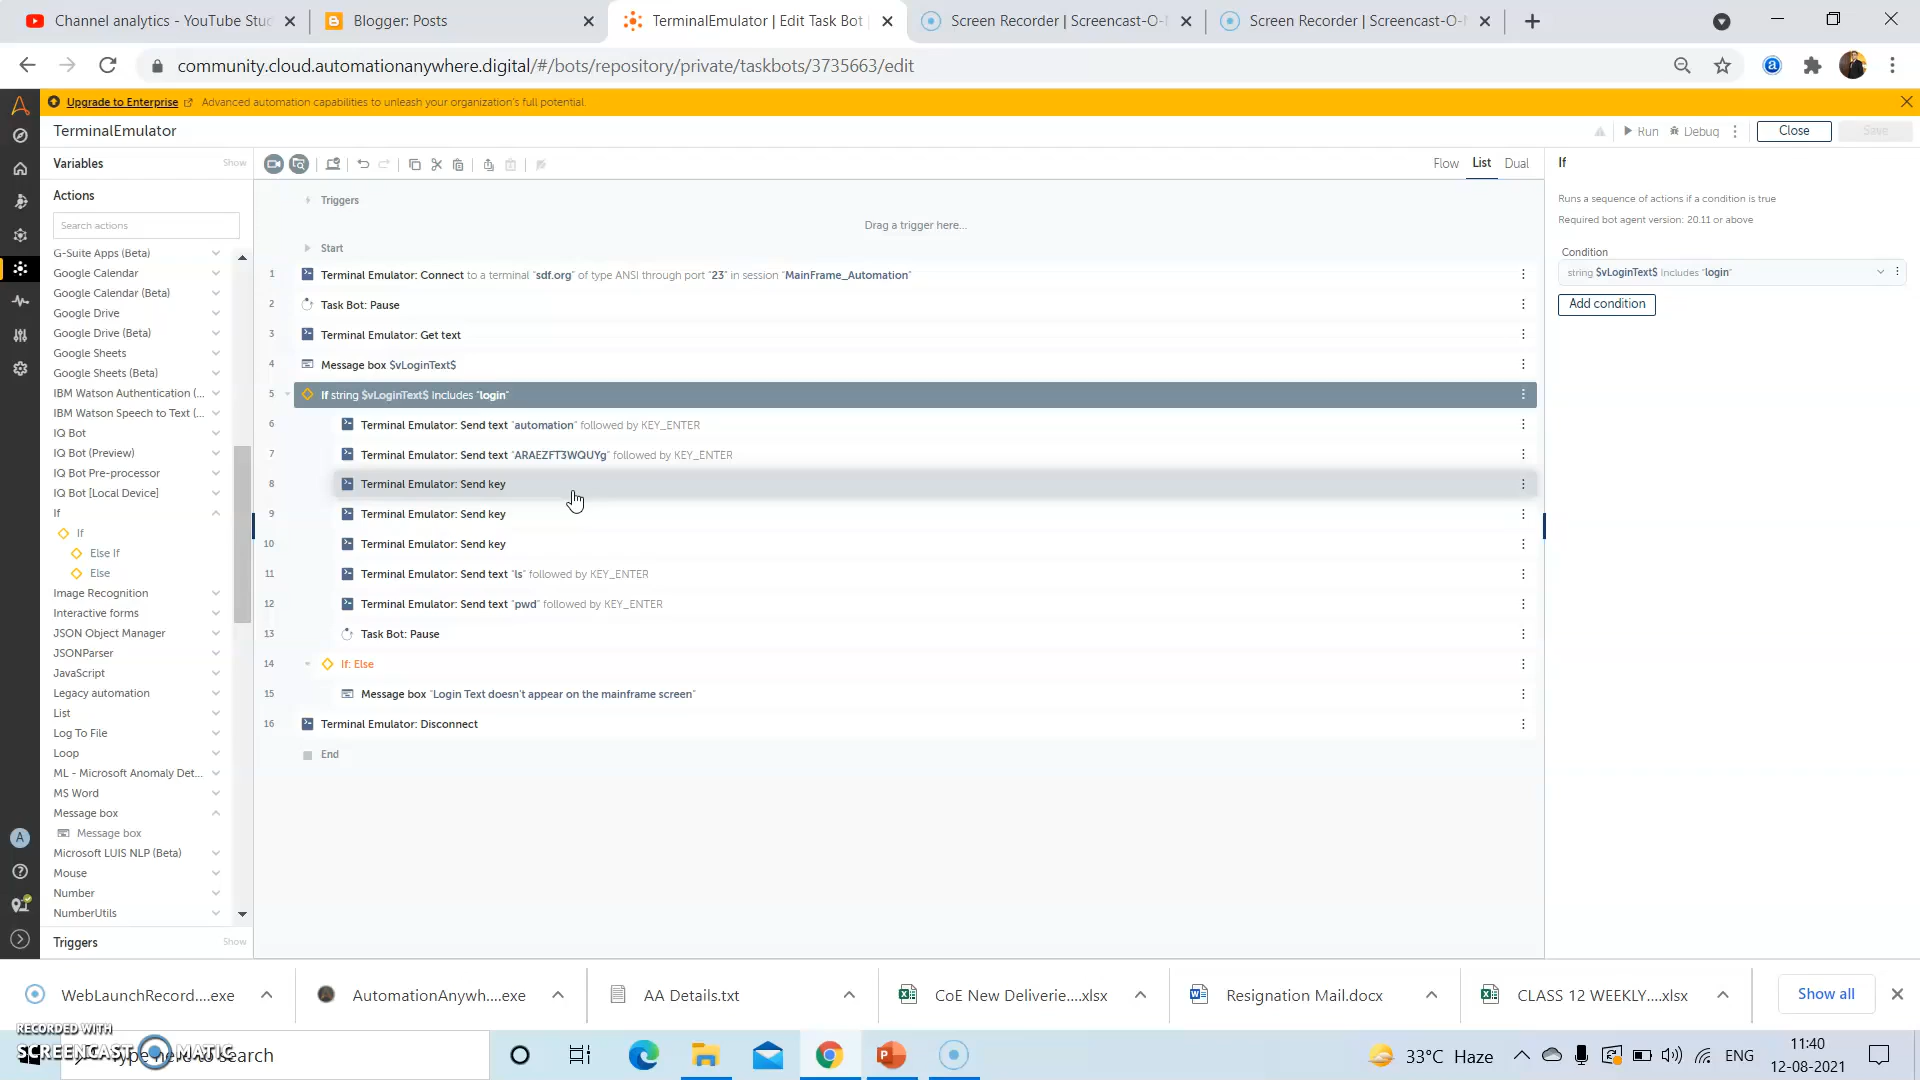 Channel analytics - YouTube Stu
Blogger: Posts
TerminalEmulator | Edit Task Bot |
Screen Recorder | Screencast-O-
Screen Recorder | Screencast-O-
community.cloud.automationanywhere.digital/#/bots/repository/private/taskbots/3735663/edit
Upgrade to Enterprise Advanced automation capabilities to unleash your organization's full potential.
TerminalEmulator
Run
Debug
Close
Save
Variables
Show
Flow
List
Dual
Actions
Search actions
G-Suite Apps (Beta)
Google Calendar
Google Calendar (Beta)
Google Drive
Google Drive (Beta)
Google Sheets
Google Sheets (Beta)
IBM Watson Authentication (...
IBM Watson Speech to Text (...
IQ Bot
IQ Bot (Preview)
IQ Bot Pre-processor
IQ Bot [Local Device]
If
If
Else If
Else
Image Recognition
Interactive forms
JSON Object Manager
JSONParser
JavaScript
Legacy automation
List
Log To File
Loop
ML - Microsoft Anomaly Det...
MS Word
Message box
Message box
Microsoft LUIS NLP (Beta)
Mouse
Number
NumberUtils
Triggers
Show
Triggers
Drag a trigger here...
Start
1 Terminal Emulator: Connect to a terminal "sdf.org" of type ANSI through port "23" in session "MainFrame_Automation"
2 Task Bot: Pause
3 Terminal Emulator: Get text
4 Message box $vLoginText$
5 If string $vLoginText$ Includes "login"
6 Terminal Emulator: Send text "automation" followed by KEY_ENTER
7 Terminal Emulator: Send text "ARAEZFT3WQUYg" followed by KEY_ENTER
8 Terminal Emulator: Send key
9 Terminal Emulator: Send key
10 Terminal Emulator: Send key
11 Terminal Emulator: Send text "ls" followed by KEY_ENTER
12 Terminal Emulator: Send text "pwd" followed by KEY_ENTER
13 Task Bot: Pause
14 If: Else
15 Message box "Login Text doesn't appear on the mainframe screen"
16 Terminal Emulator: Disconnect
End
If
Runs a sequence of actions if a condition is true
Required bot agent version: 20.11 or above
Condition
string $vLoginText$ Includes "login"
Add condition
A
WebLaunchRecord....exe
AutomationAnywh....exe
AA Details.txt
CoE New Deliverie....xlsx
Resignation Mail.docx
CLASS 12 WEEKLY....xlsx
Show all
RECORDED WITH
SCREENCAST MATIC
Type here to search
33°C Haze
ENG
11:40
12-08-2021